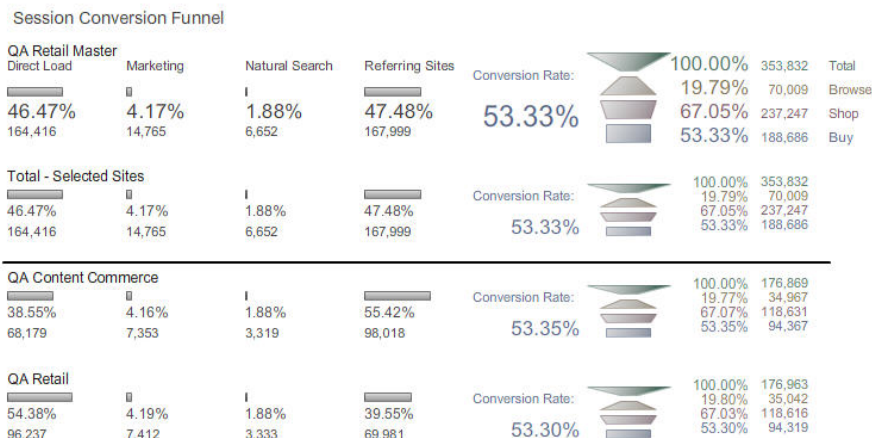 Session Conversion Funnel
QA Retail Master
Direct Load Marketing Natural Search Referring Sites
Conversion Rate:
46.47% 4.17% 1.88% 47.48%
164,416 14,765 6,652 167,999
53.33%
100.00% 353,832 Total
19.79% 70,009 Browse
67.05% 237,247 Shop
53.33% 188,686 Buy
Total - Selected Sites
46.47% 4.17% 1.88% 47.48%
164,416 14,765 6,652 167,999
Conversion Rate:
53.33%
100.00% 353,832
19.79% 70,009
67.05% 237,247
53.33% 188,686
QA Content Commerce
38.55% 4.16% 1.88% 55.42%
68,179 7,353 3,319 98,018
Conversion Rate:
53.35%
100.00% 176,869
19.77% 34,967
67.07% 118,631
53.35% 94,367
QA Retail
54.38% 4.19% 1.88% 39.55%
96,237 7,412 3,333 69,981
Conversion Rate:
53.30%
100.00% 176,963
19.80% 35,042
67.03% 118,616
53.30% 94,319